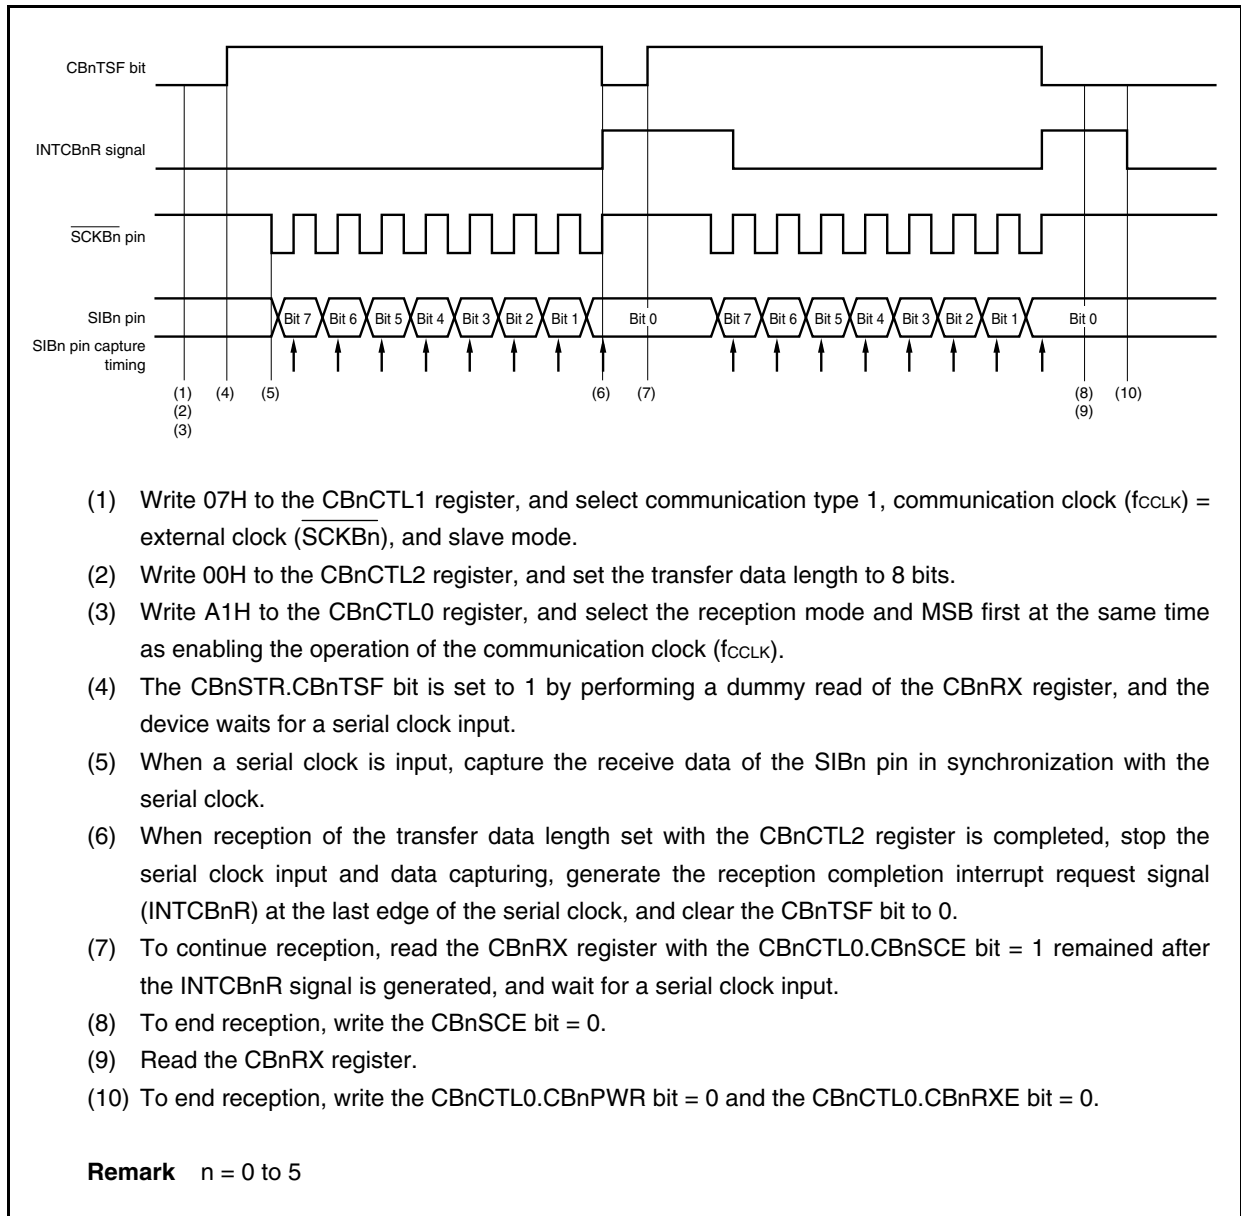 CBnTSF bit
INTCBnR signal
SCKBn pin
SIBn pin
Bit 7 Bit 6 Bit 5 Bit 4 Bit 3 Bit 2 Bit 1 Bit 0 Bit 7 Bit 6 Bit 5 Bit 4 Bit 3 Bit 2 Bit 1 Bit 0
SIBn pin capture
timing
(1) (4) (5) (6) (7) (8) (10)
(2) (9)
(3)
(1) Write 07H to the CBnCTL1 register, and select communication type 1, communication clock (fCCLK) =
external clock (SCKBn), and slave mode.
(2) Write 00H to the CBnCTL2 register, and set the transfer data length to 8 bits.
(3) Write A1H to the CBnCTL0 register, and select the reception mode and MSB first at the same time
as enabling the operation of the communication clock (fCCLK).
(4) The CBnSTR.CBnTSF bit is set to 1 by performing a dummy read of the CBnRX register, and the
device waits for a serial clock input.
(5) When a serial clock is input, capture the receive data of the SIBn pin in synchronization with the
serial clock.
(6) When reception of the transfer data length set with the CBnCTL2 register is completed, stop the
serial clock input and data capturing, generate the reception completion interrupt request signal
(INTCBnR) at the last edge of the serial clock, and clear the CBnTSF bit to 0.
(7) To continue reception, read the CBnRX register with the CBnCTL0.CBnSCE bit = 1 remained after
the INTCBnR signal is generated, and wait for a serial clock input.
(8) To end reception, write the CBnSCE bit = 0.
(9) Read the CBnRX register.
(10) To end reception, write the CBnCTL0.CBnPWR bit = 0 and the CBnCTL0.CBnRXE bit = 0.
Remark n = 0 to 5